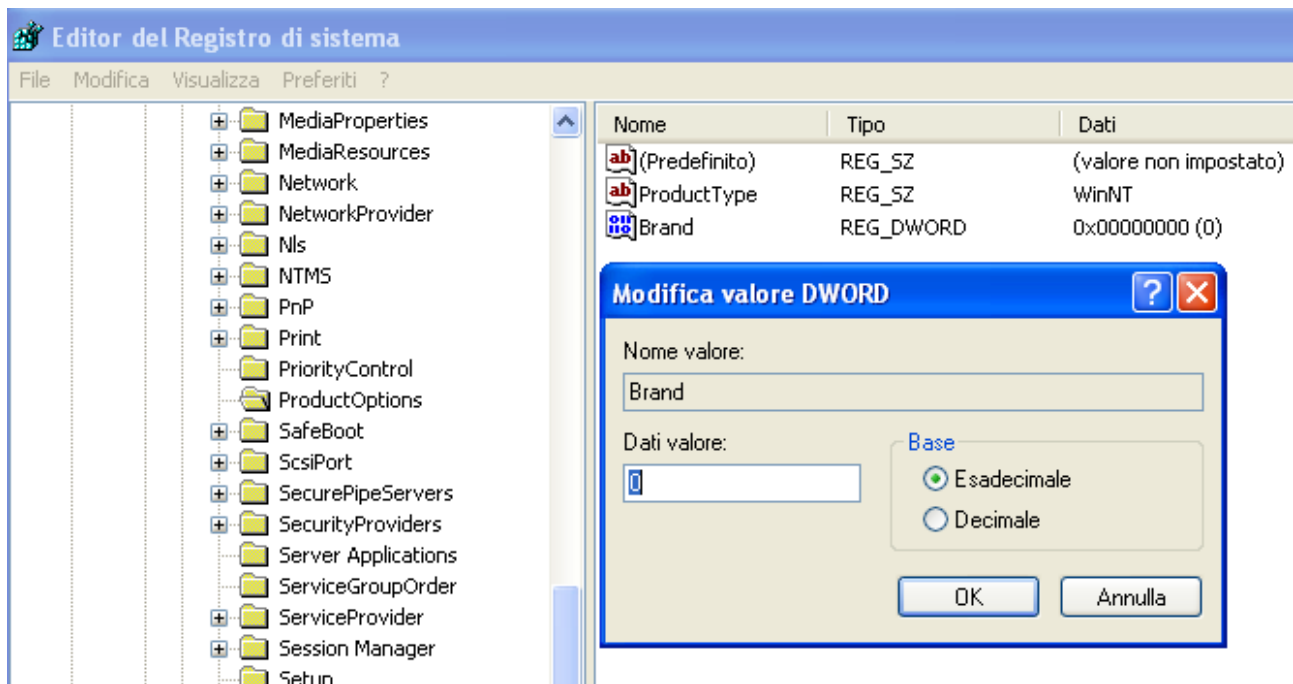 Editor del Registro di sistema
File Modifica Visualizza Preferiti ?
MediaProperties
MediaResources
Network
NetworkProvider
Nls
NTMS
PnP
Print
PriorityControl
ProductOptions
SafeBoot
ScsiPort
SecurePipeServers
SecurityProviders
Server Applications
ServiceGroupOrder
ServiceProvider
Session Manager
Setup
Nome Tipo Dati
(Predefinito) REG_SZ (valore non impostato)
ProductType REG_SZ WinNT
Brand REG_DWORD 0x00000000 (0)
Modifica valore DWORD
Nome valore:
Brand
Dati valore:
0
Base
Esadecimale
Decimale
OK Annulla